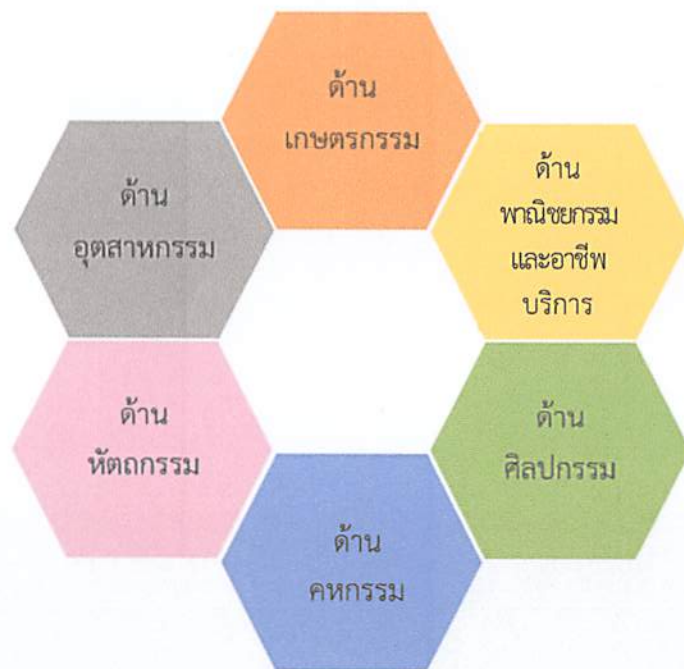 ด้าน
เกษตรกรรม
ด้าน
พาณิชยกรรม
และอาชีพ
บริการ
ด้าน
ศิลปกรรม
ด้าน
คหกรรม
ด้าน
หัตถกรรม
ด้าน
อุตสาหกรรม